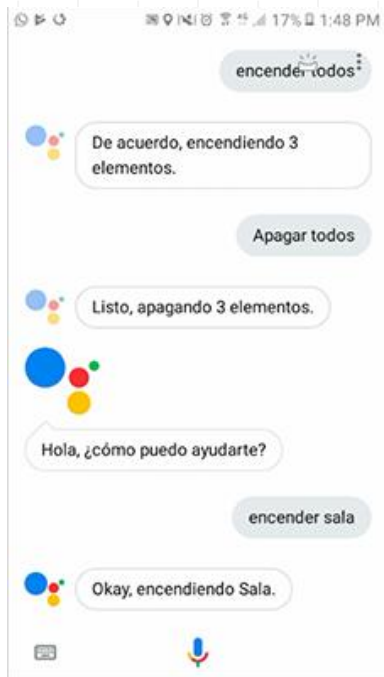 17% 1:48 PM
encender todos
De acuerdo, encendiendo 3
elementos.
Apagar todos
Listo, apagando 3 elementos.
Hola, ¿cómo puedo ayudarte?
encender sala
Okay, encendiendo Sala.